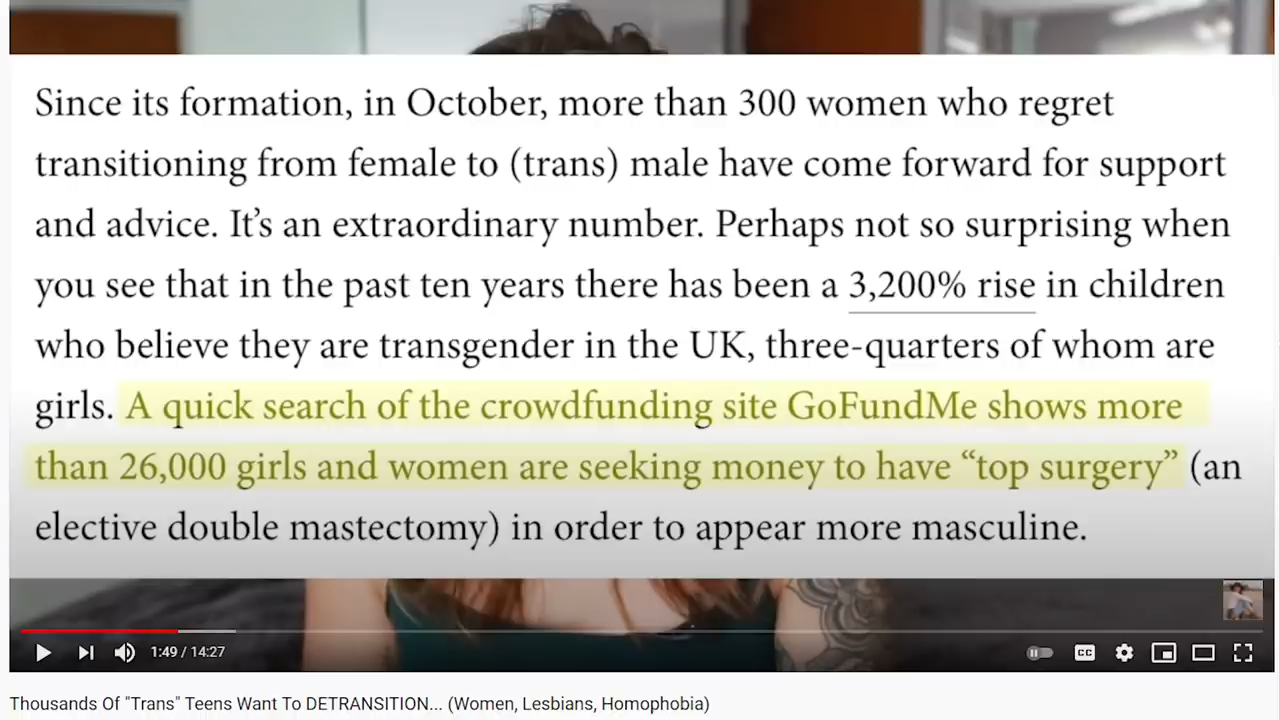 Since its formation, in October, more than 300 women who regret
transitioning from female to (trans) male have come forward for support
and advice. It’s an extraordinary number. Perhaps not so surprising when
you see that in the past ten years there has been a 3,200% rise in children
who believe they are transgender in the UK, three-quarters of whom are
girls. A quick search of the crowdfunding site GoFundMe shows more
than 26,000 girls and women are seeking money to have “top surgery” (an
elective double mastectomy) in order to appear more masculine.
1:49 / 14:27
CC
Thousands Of "Trans" Teens Want To DETRANSITION... (Women, Lesbians, Homophobia)